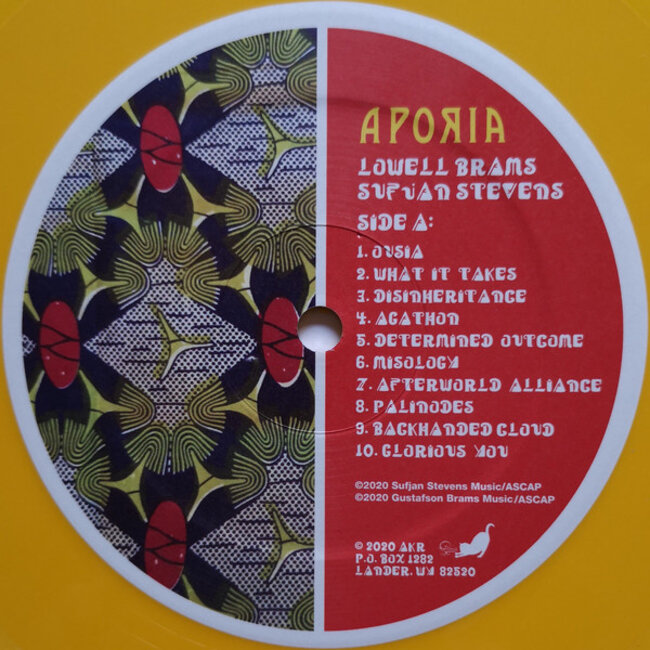 APORIA
LOWELL BRAMS
SUFJAN STEVENS
SIDE A:
1. OUSIA
2. WHAT IT TAKES
3. DISINHERITANCE
4. AGATHON
5. DETERMINED OUTCOME
6. MISOLOGY
7. AFTERWORLD ALLIANCE
8. PALINODES
9. BACKHANDED CLOUD
10. GLORIOUS YOU
©2020 Sufjan Stevens Music/ASCAP
©2020 Gustafson Brams Music/ASCAP
© 2020 AKR
P.O. BOX 1282
LANDER, WY 82520